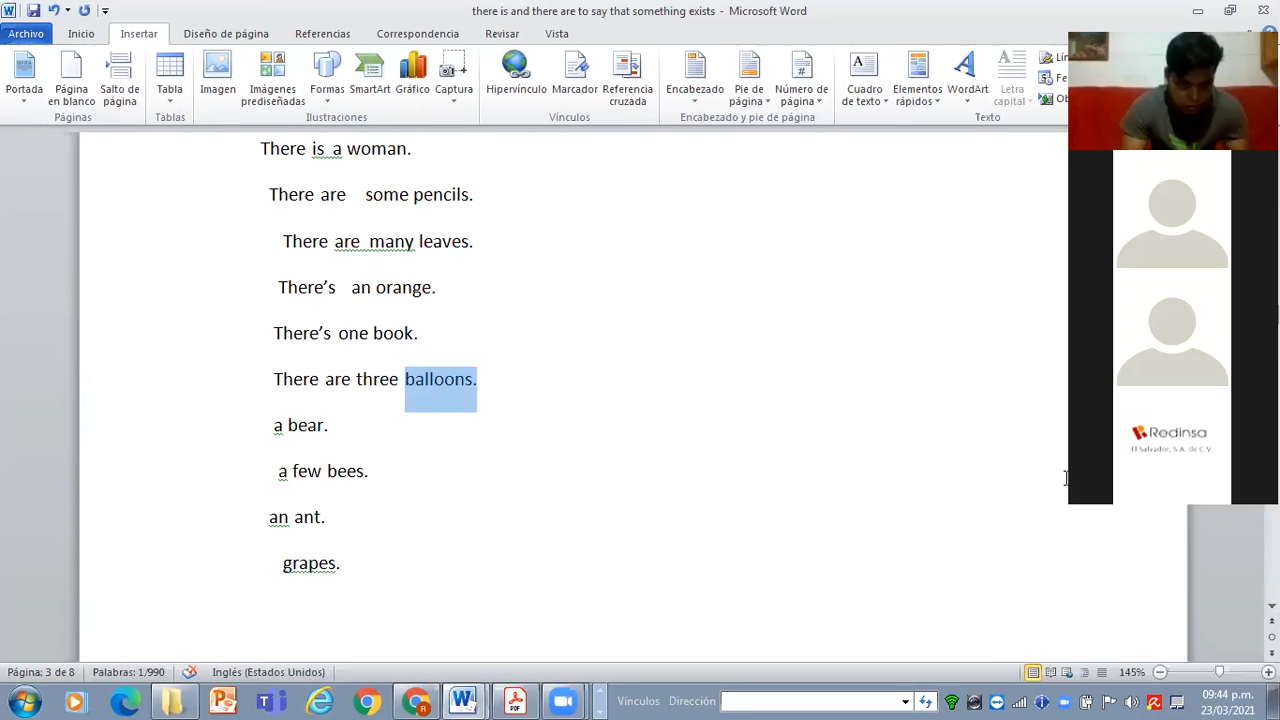 there is and there are to say that something exists - Microsoft Word
Archivo Inicio Insertar Diseño de página Referencias Correspondencia Revisar Vista
Portada Página en blanco Salto de página Tabla Imagen Imágenes prediseñadas Formas SmartArt Gráfico Captura Hipervínculo Marcador Referencia cruzada Encabezado Pie de página Número de página Cuadro de texto Elementos rápidos WordArt Letra capital
Páginas Tablas Ilustraciones Vínculos Encabezado y pie de página Texto
There is a woman.
There are some pencils.
There are many leaves.
There's an orange.
There's one book.
There are three balloons.
a bear.
a few bees.
an ant.
grapes.
Redinsa
El Salvador, S.A. de C.V.
Página: 3 de 8 Palabras: 1/990 Inglés (Estados Unidos) 145%
Vínculos Dirección
09:44 p.m.
23/03/2021